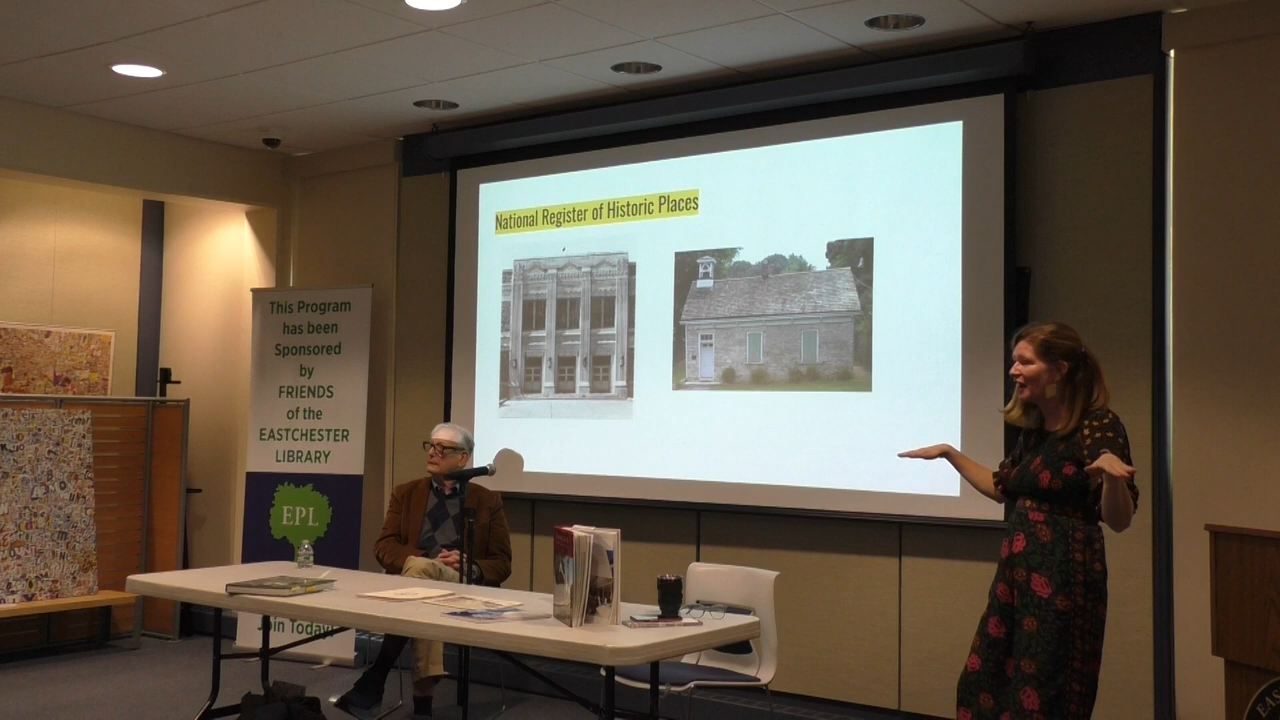 National Register of Historic Places
This Program
has been
Sponsored
by
FRIENDS
of the
EASTCHESTER
LIBRARY
EPL
Join Today!